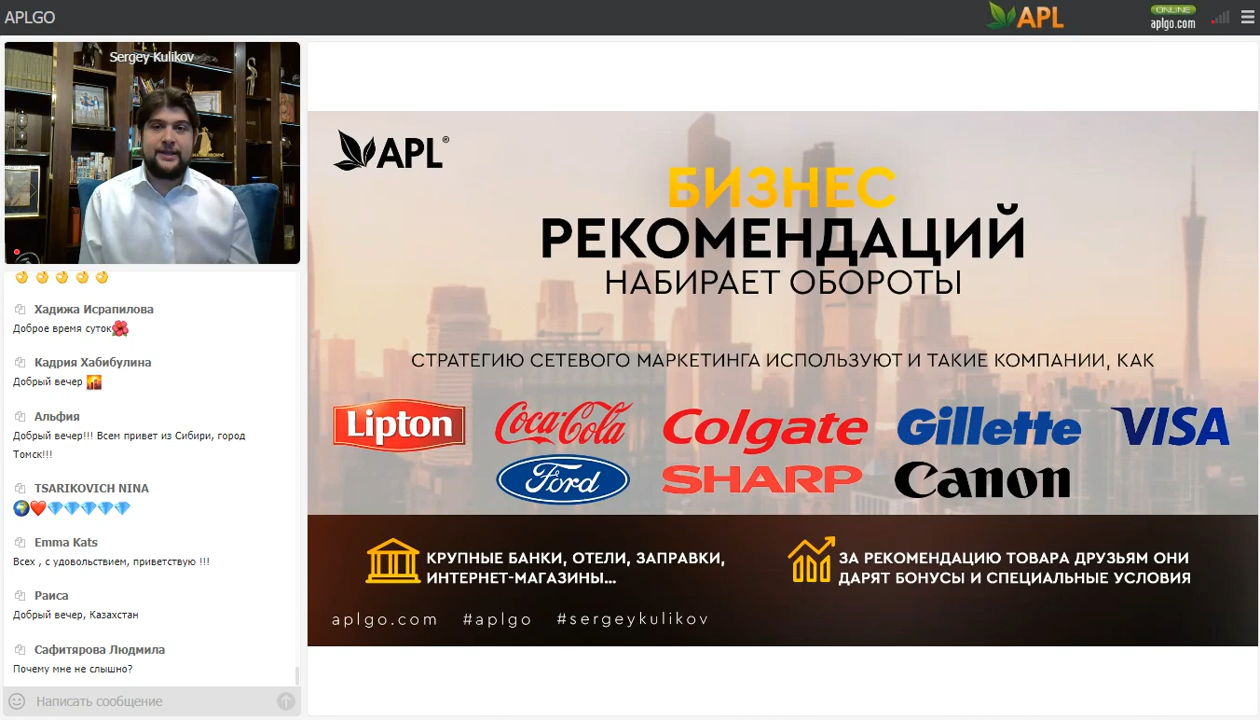 APLGO
APL
ONLINE
aplgo.com
Sergey Kulikov
Хадижа Исрапилова
Доброе время суток
Кадрия Хабибулина
Добрый вечер
Альфия
Добрый вечер!!! Всем привет из Сибири, город
Томск!!!
TSARIKOVICH NINA
Emma Kats
Всех , с удовольствием, приветствую !!!
Раиса
Добрый вечер, Казахстан
Сафитярова Людмила
Почему мне не слышно?
Написать сообщение
APL®
БИЗНЕС
РЕКОМЕНДАЦИЙ
НАБИРАЕТ ОБОРОТЫ
СТРАТЕГИЮ СЕТЕВОГО МАРКЕТИНГА ИСПОЛЬЗУЮТ И ТАКИЕ КОМПАНИИ, КАК
Lipton Coca-Cola Colgate Gillette VISA
Ford SHARP Canon
КРУПНЫЕ БАНКИ, ОТЕЛИ, ЗАПРАВКИ,
ИНТЕРНЕТ-МАГАЗИНЫ...
ЗА РЕКОМЕНДАЦИЮ ТОВАРА ДРУЗЬЯМ ОНИ
ДАРЯТ БОНУСЫ И СПЕЦИАЛЬНЫЕ УСЛОВИЯ
aplgo.com #aplgo #sergeykulikov